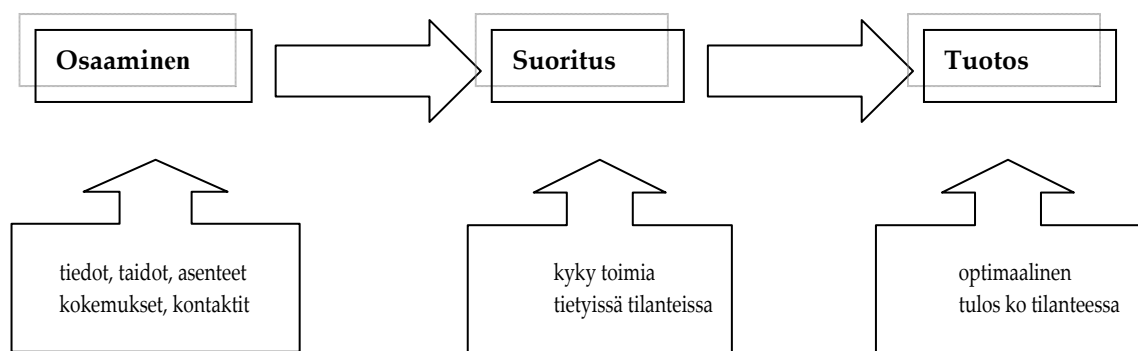 Osaaminen
Suoritus
Tuotos
tiedot, taidot, asenteet
kokemukset, kontaktit
kyky toimia
tietyissä tilanteissa
optimaalinen
tulos ko tilanteessa